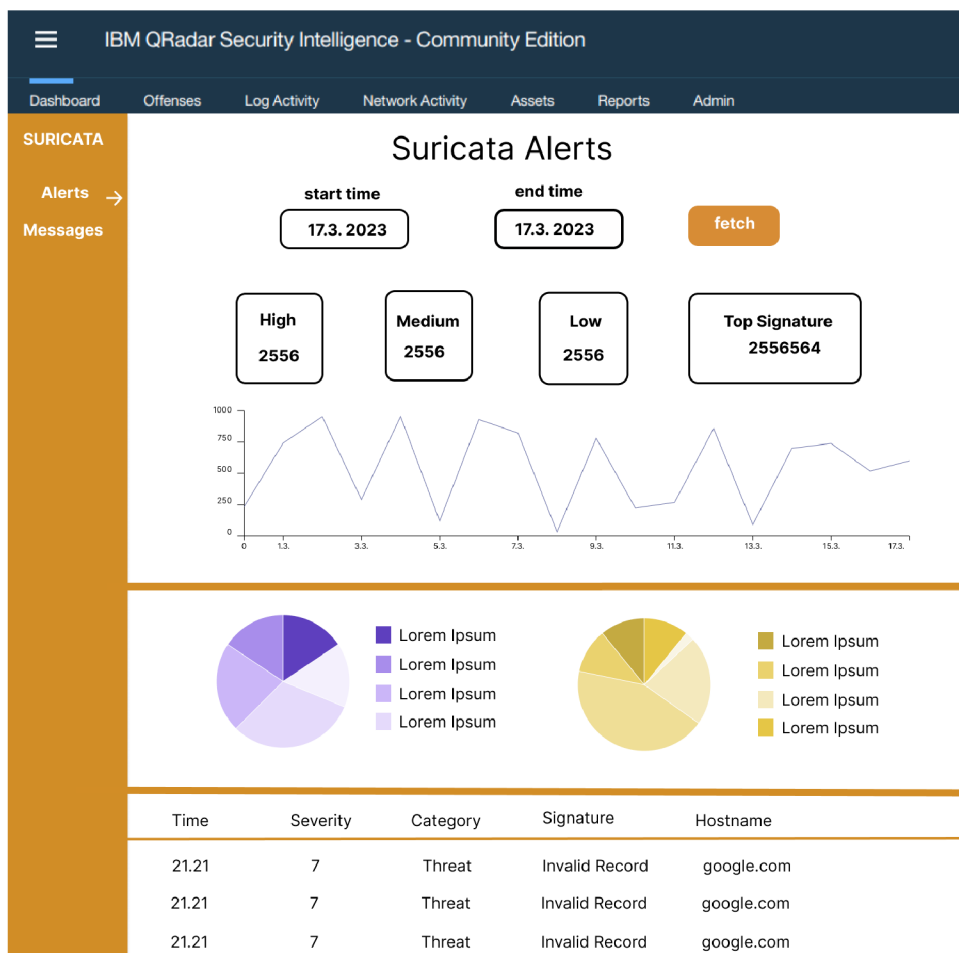 IBM QRadar Security Intelligence - Community Edition
Dashboard Offenses Log Activity Network Activity Assets Reports Admin
SURICATA
Alerts
Messages
Suricata Alerts
start time end time
17.3. 2023 17.3. 2023 fetch
High Medium Low Top Signature
2556 2556 2556 2556564
1000
750
500
250
0
0 1.3. 3.3. 5.3. 7.3. 9.3. 11.3. 13.3. 15.3. 17.3.
Lorem Ipsum
Lorem Ipsum
Lorem Ipsum
Lorem Ipsum
Lorem Ipsum
Lorem Ipsum
Lorem Ipsum
Lorem Ipsum
Time Severity Category Signature Hostname
21.21 7 Threat Invalid Record google.com
21.21 7 Threat Invalid Record google.com
21.21 7 Threat Invalid Record google.com